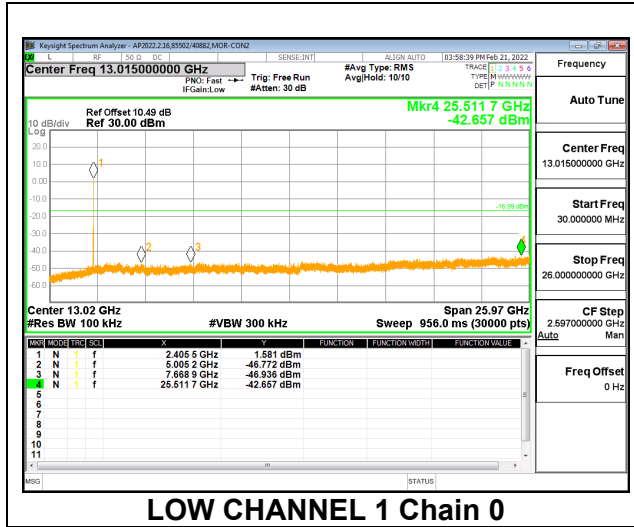 Keysight Spectrum Analyzer - AP2022.2.16,85502/40882,MOR-CON2
L RF 50 Ω DC SENSE:INT ALIGN AUTO 03:58:39 PM Feb 21, 2022
Center Freq 13.015000000 GHz
PNO: Fast
IFGain:Low
Trig: Free Run
#Atten: 30 dB
#Avg Type: RMS
Avg|Hold: 10/10
TRACE 1 2 3 4 5 6
TYPE M WWWWW
DET P N N N N N
Ref Offset 10.49 dB
Ref 30.00 dBm
10 dB/div
Log
Mkr4 25.511 7 GHz
-42.657 dBm
20.0
10.0
0.00
-10.0
-20.0
-30.0
-40.0
-50.0
-60.0
1
2
3
-16.99 dBm
Center 13.02 GHz
Span 25.97 GHz
#Res BW 100 kHz
#VBW 300 kHz
Sweep 956.0 ms (30000 pts)
MKR MODE TRC SCL X Y FUNCTION FUNCTION WIDTH FUNCTION VALUE
1 N 1 f 2.405 5 GHz 1.581 dBm
2 N 1 f 5.005 2 GHz -46.772 dBm
3 N 1 f 7.668 9 GHz -46.936 dBm
4 N 1 f 25.511 7 GHz -42.657 dBm
5
6
7
8
9
10
11
MSG
STATUS
Frequency
Auto Tune
Center Freq
13.015000000 GHz
Start Freq
30.000000 MHz
Stop Freq
26.000000000 GHz
CF Step
2.597000000 GHz
Auto Man
Freq Offset
0 Hz
LOW CHANNEL 1 Chain 0